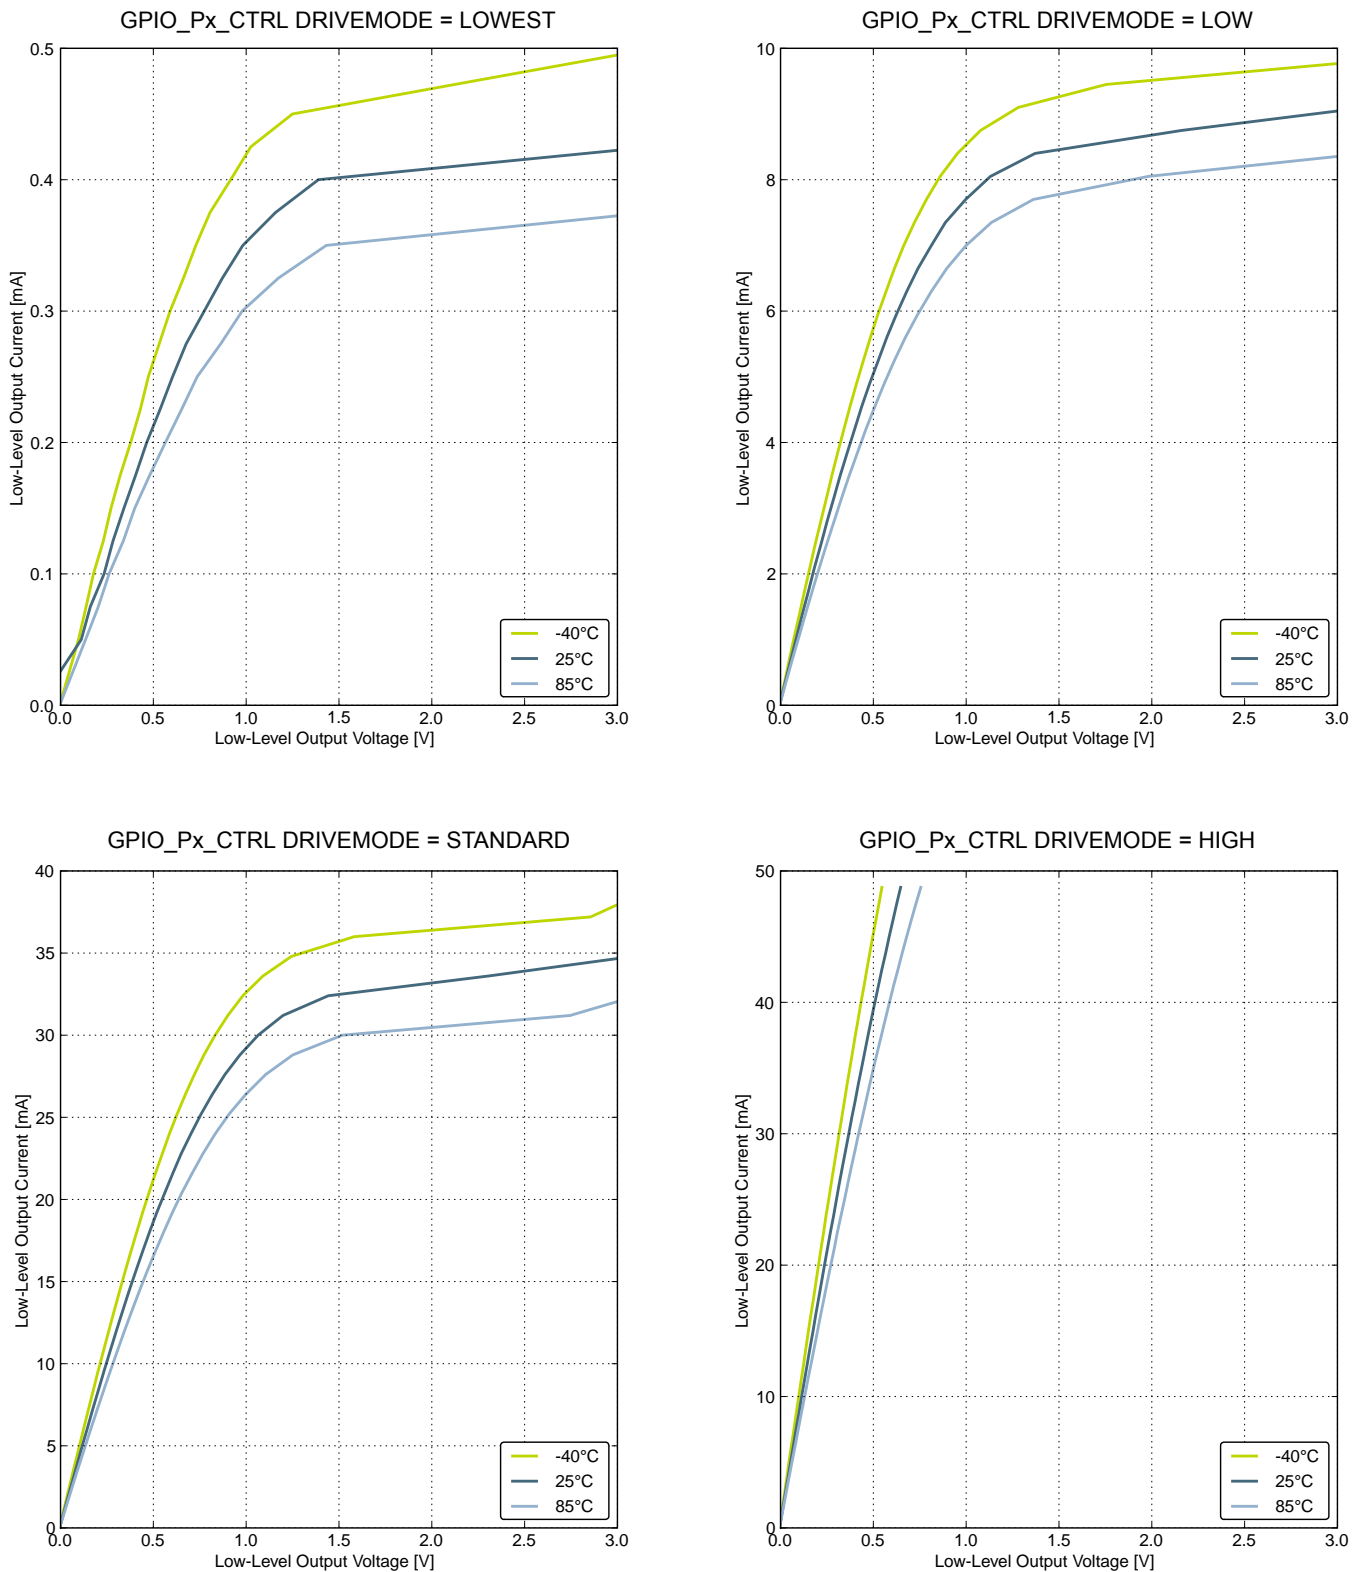 GPIO_Px_CTRL DRIVEMODE = LOWEST
0.5
0.4
0.3
0.2
0.1
0.0
Low-Level Output Current [mA]
-40°C
25°C
85°C
0.0 0.5 1.0 1.5 2.0 2.5 3.0
Low-Level Output Voltage [V]
GPIO_Px_CTRL DRIVEMODE = LOW
10
8
6
4
2
0
Low-Level Output Current [mA]
-40°C
25°C
85°C
0.0 0.5 1.0 1.5 2.0 2.5 3.0
Low-Level Output Voltage [V]
GPIO_Px_CTRL DRIVEMODE = STANDARD
40
35
30
25
20
15
10
5
0
Low-Level Output Current [mA]
-40°C
25°C
85°C
0.0 0.5 1.0 1.5 2.0 2.5 3.0
Low-Level Output Voltage [V]
GPIO_Px_CTRL DRIVEMODE = HIGH
50
40
30
20
10
0
Low-Level Output Current [mA]
-40°C
25°C
85°C
0.0 0.5 1.0 1.5 2.0 2.5 3.0
Low-Level Output Voltage [V]